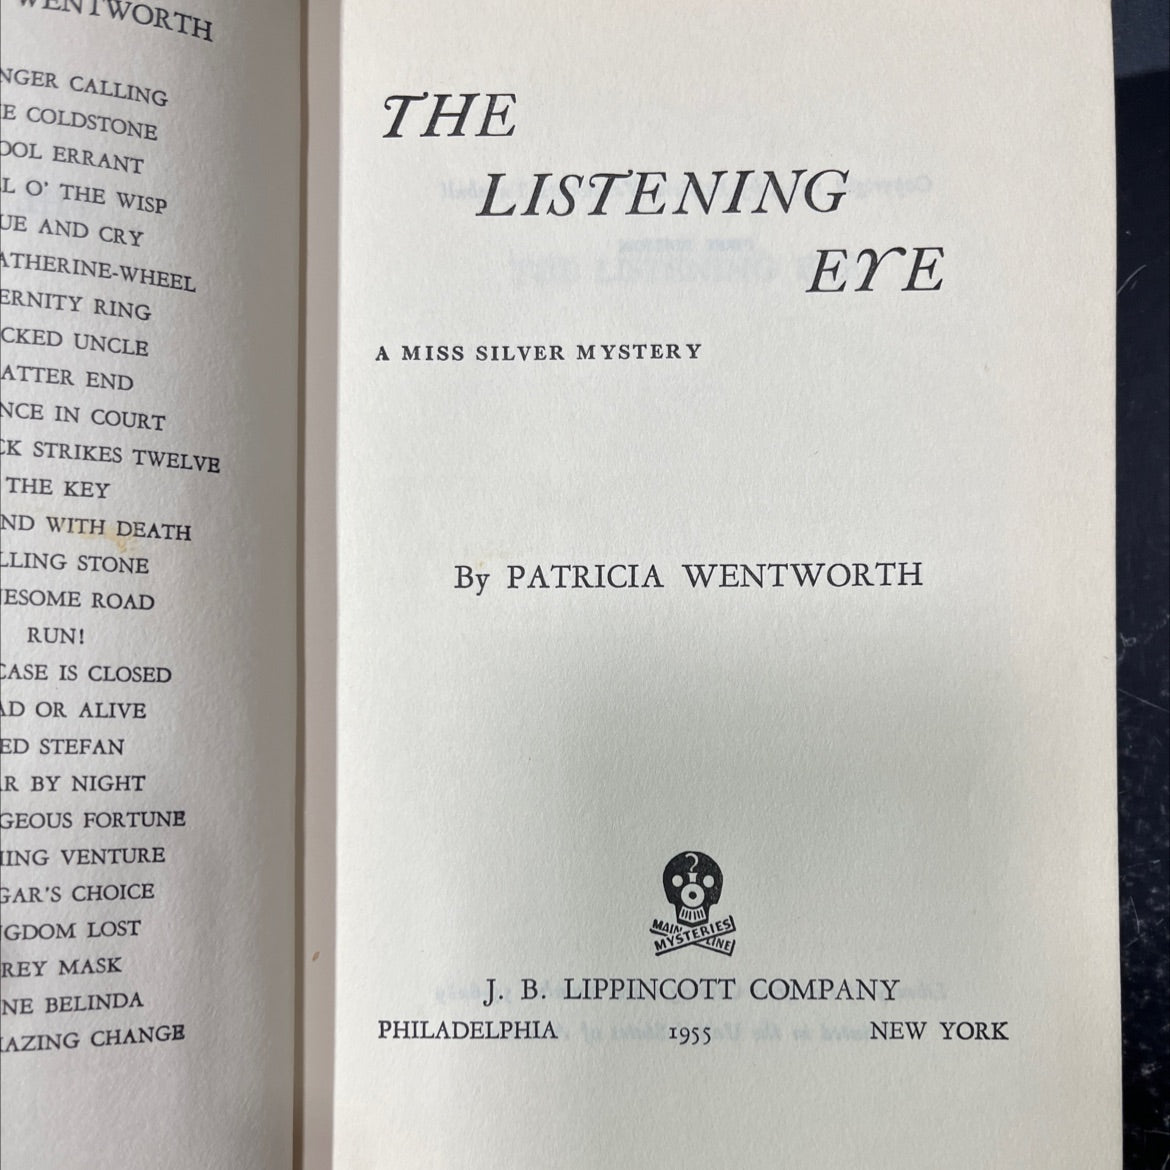 WENTWORTH
NGER CALLING
E COLDSTONE
OOL ERRANT
L O' THE WISP
UE AND CRY
ATHERINE-WHEEL
ERNITY RING
CKED UNCLE
ATTER END
NCE IN COURT
CK STRIKES TWELVE
THE KEY
ND WITH DEATH
LLING STONE
NESOME ROAD
RUN!
CASE IS CLOSED
AD OR ALIVE
ED STEFAN
R BY NIGHT
GEOUS FORTUNE
HING VENTURE
GAR'S CHOICE
GDOM LOST
REY MASK
NE BELINDA
AZING CHANGE
THE
LISTENING
EYE
A MISS SILVER MYSTERY
By PATRICIA WENTWORTH
?
MAIN LINE
MYSTERIES
J. B. LIPPINCOTT COMPANY
PHILADELPHIA 1955 NEW YORK